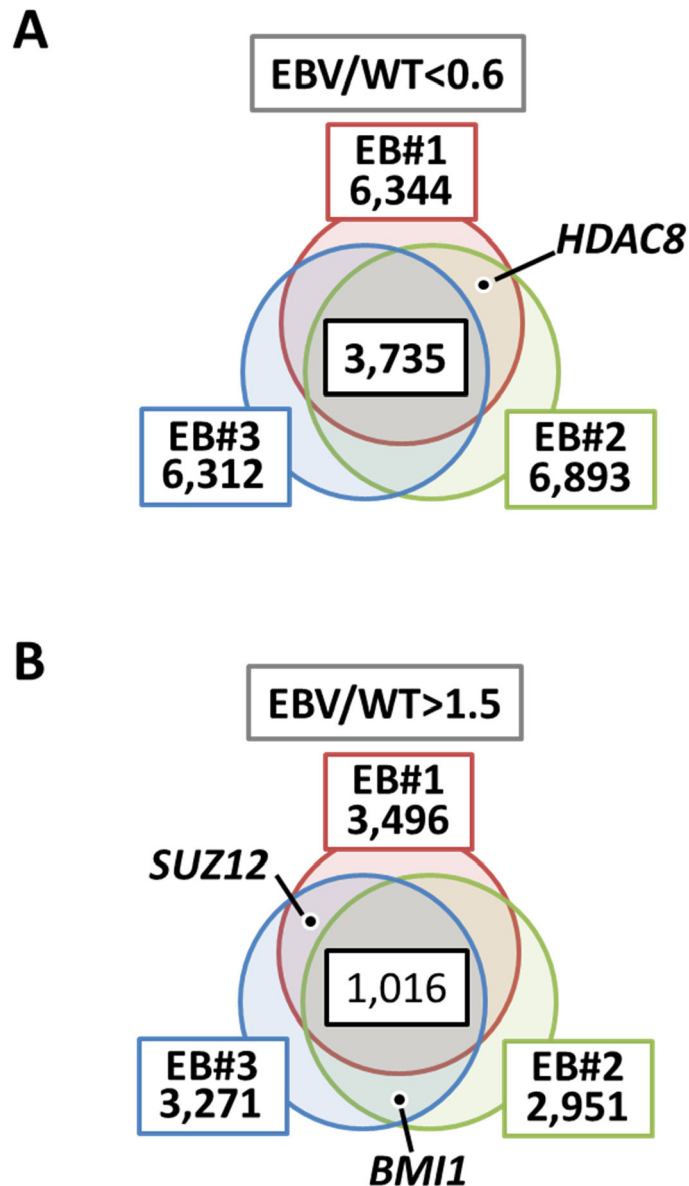 A
EBV/WT<0.6
EB#1
6,344
HDAC8
3,735
EB#3
6,312
EB#2
6,893
B
EBV/WT>1.5
EB#1
3,496
SUZ12
1,016
EB#3
3,271
EB#2
2,951
BMI1